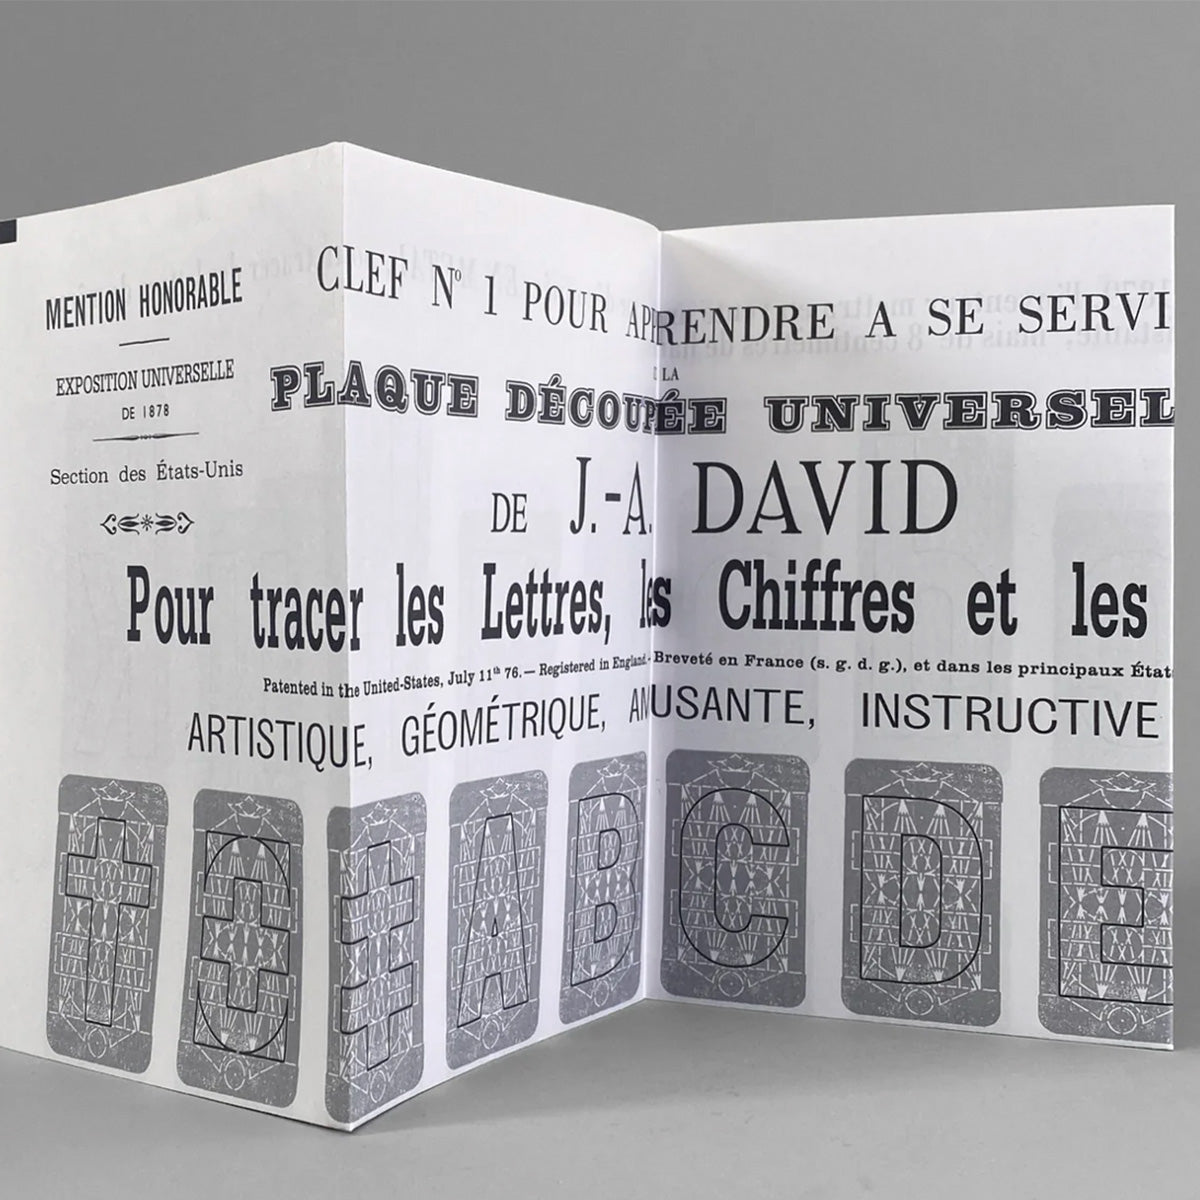 MENTION HONORABLE
EXPOSITION UNIVERSELLE
DE 1878
Section des États-Unis
CLEF Nº 1 POUR APPRENDRE A SE SERVI
DE LA
PLAQUE DÉCOUPÉE UNIVERSEL
DE J.-A. DAVID
Pour tracer les Lettres, les Chiffres et les
Patented in the United-States, July 11th 76. — Registered in England. - Breveté en France (s. g. d. g.), et dans les principaux État
ARTISTIQUE, GÉOMÉTRIQUE, AMUSANTE, INSTRUCTIVE
A B C D E